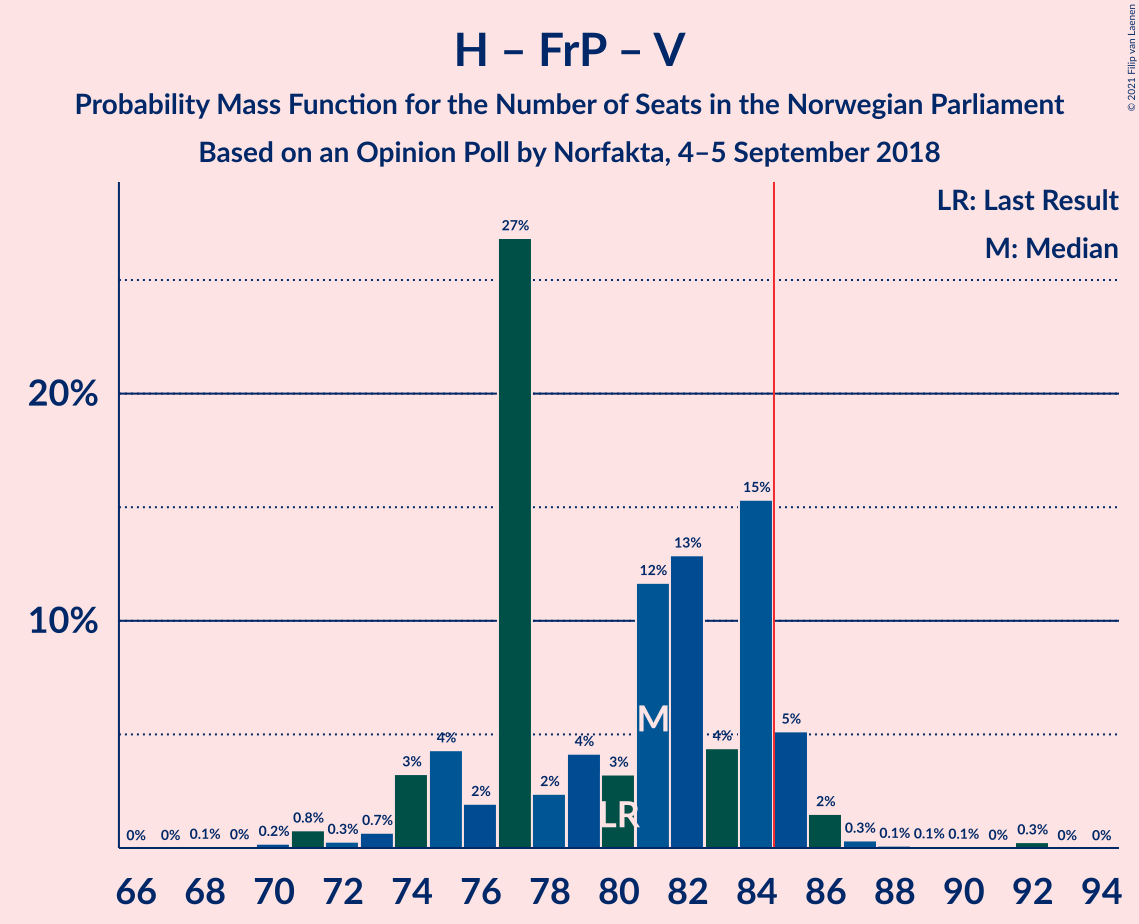 © 2021 Filip van Laenen
H – FrP – V
Probability Mass Function for the Number of Seats in the Norwegian Parliament
Based on an Opinion Poll by Norfakta, 4–5 September 2018
LR: Last Result
M: Median
20%
10%
0% 0% 0.1% 0% 0.2% 0.8% 0.3% 0.7% 3% 4% 2% 27% 2% 4% 3% 12% 13% 4% 15% 5% 2% 0.3% 0.1% 0.1% 0.1% 0% 0.3% 0% 0%
M
LR
66 68 70 72 74 76 78 80 82 84 86 88 90 92 94